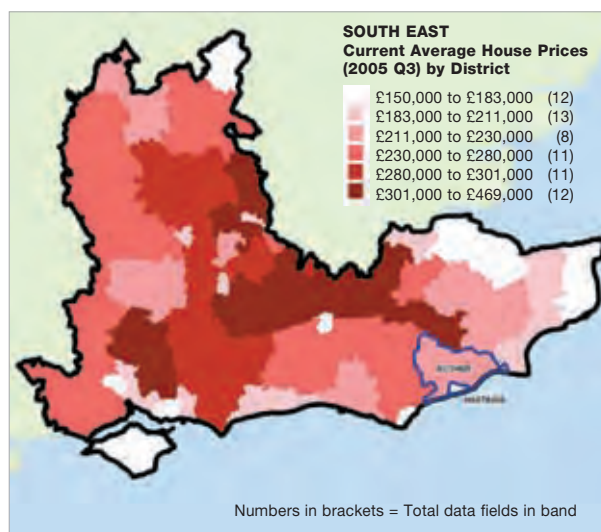 SOUTH EAST
Current Average House Prices
(2005 Q3) by District
£150,000 to £183,000 (12)
£183,000 to £211,000 (13)
£211,000 to £230,000 (8)
£230,000 to £280,000 (11)
£280,000 to £301,000 (11)
£301,000 to £469,000 (12)
ROTHER
HASTINGS
Numbers in brackets = Total data fields in band